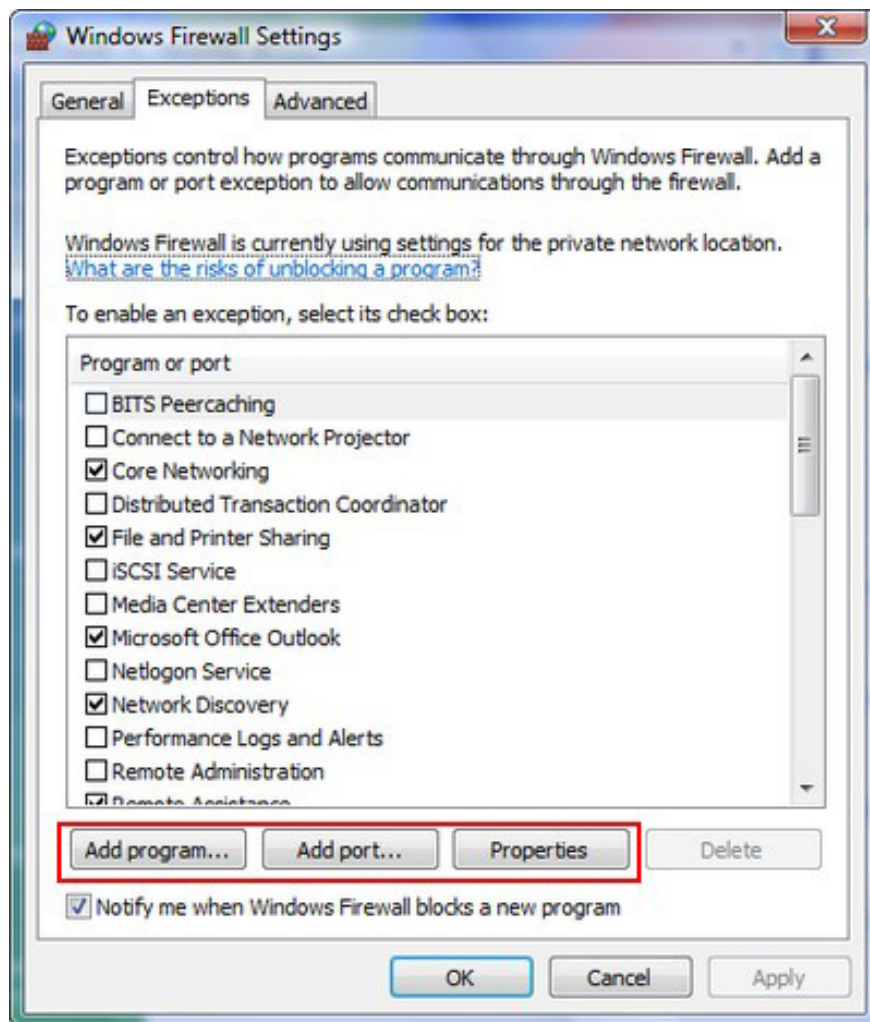 Windows Firewall Settings
General Exceptions Advanced
Exceptions control how programs communicate through Windows Firewall. Add a
program or port exception to allow communications through the firewall.
Windows Firewall is currently using settings for the private network location.
What are the risks of unblocking a program?
To enable an exception, select its check box:
Program or port
BITS Peercaching
Connect to a Network Projector
Core Networking
Distributed Transaction Coordinator
File and Printer Sharing
iSCSI Service
Media Center Extenders
Microsoft Office Outlook
Netlogon Service
Network Discovery
Performance Logs and Alerts
Remote Administration
Remote Assistance
Add program... Add port... Properties Delete
Notify me when Windows Firewall blocks a new program
OK Cancel Apply